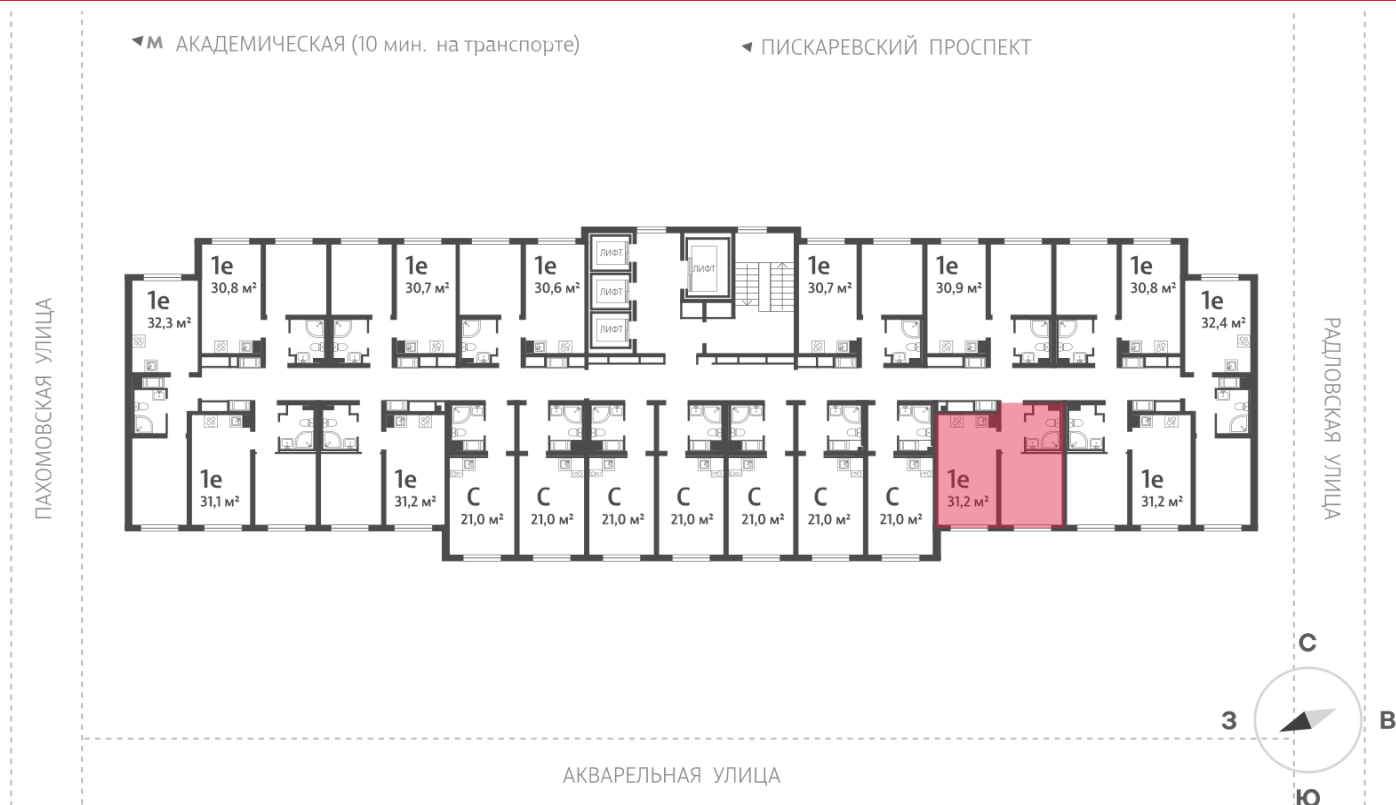 М АКАДЕМИЧЕСКАЯ (10 мин. на транспорте)
ПИСКАРЕВСКИЙ ПРОСПЕКТ
ПАХОМОВСКАЯ УЛИЦА
РАДЛОВСКАЯ УЛИЦА
1е
32,3 м²
1е
30,8 м²
1е
30,7 м²
1е
30,6 м²
ЛИФТ
ЛИФТ
ЛИФТ
ЛИФТ
1е
30,7 м²
1е
30,9 м²
1е
30,8 м²
1е
32,4 м²
1е
31,1 м²
1е
31,2 м²
С
21,0 м²
С
21,0 м²
С
21,0 м²
С
21,0 м²
С
21,0 м²
С
21,0 м²
С
21,0 м²
1е
31,2 м²
1е
31,2 м²
С
З
В
Ю
АКВАРЕЛЬНАЯ УЛИЦА